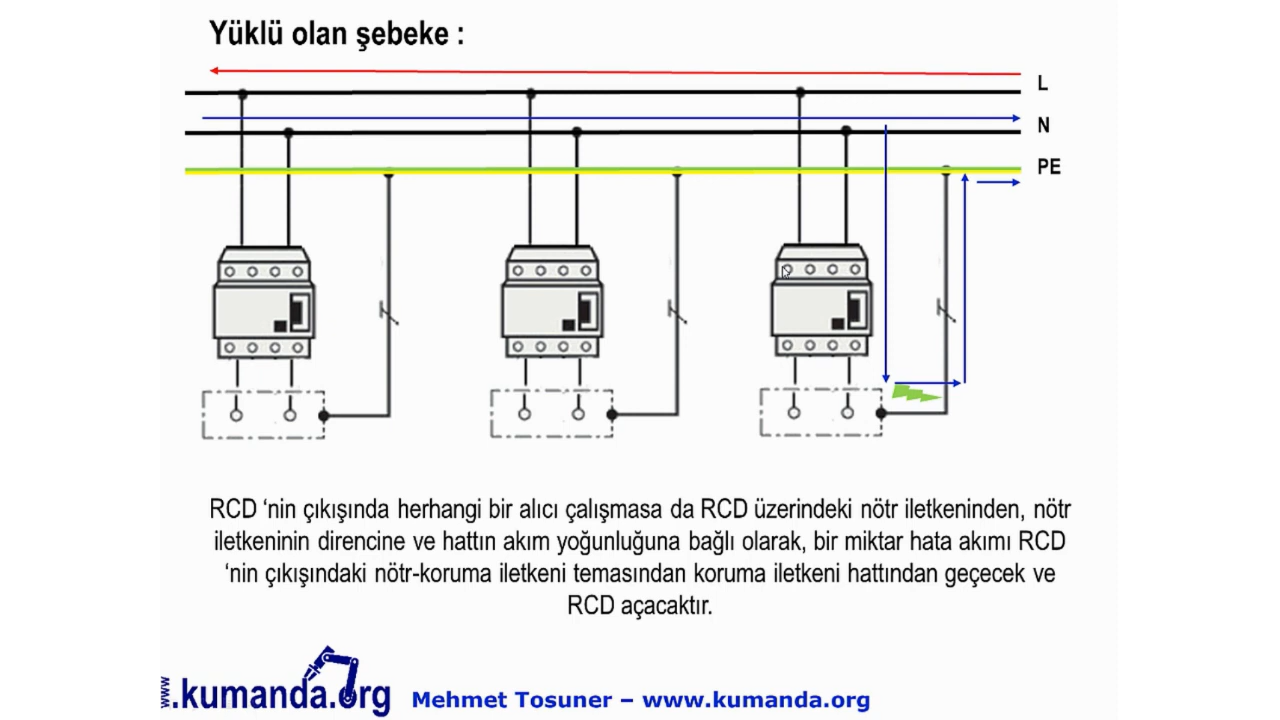 Yüklü olan şebeke :
L
N
PE
RCD ‘nin çıkışında herhangi bir alıcı çalışmasa da RCD üzerindeki nötr iletkeninden, nötr
iletkeninin direncine ve hattın akım yoğunluğuna bağlı olarak, bir miktar hata akımı RCD
‘nin çıkışındaki nötr-koruma iletkeni temasından koruma iletkeni hattından geçecek ve
RCD açacaktır.
www.kumanda.org
Mehmet Tosuner – www.kumanda.org